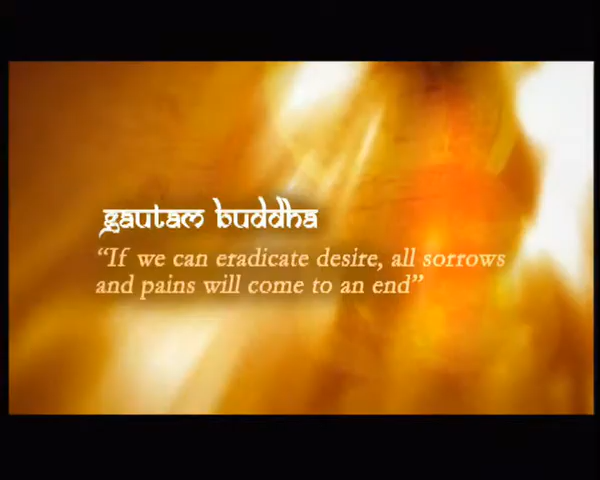 Gautam Buddha
“If we can eradicate desire, all sorrows
and pains will come to an end”